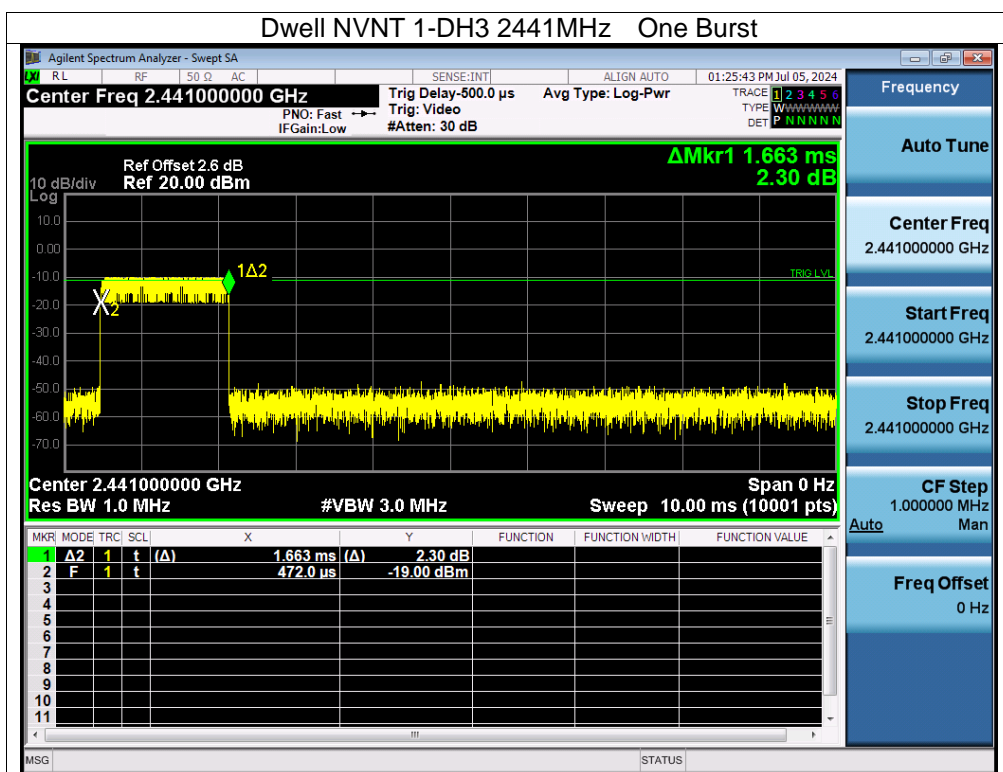 Dwell NVNT 1-DH3 2441MHz One Burst
Agilent Spectrum Analyzer - Swept SA
LXI RL RF 50 Ω AC SENSE:INT ALIGN AUTO 01:25:43 PM Jul 05, 2024
Center Freq 2.441000000 GHz Trig Delay-500.0 µs Avg Type: Log-Pwr TRACE 1 2 3 4 5 6
PNO: Fast Trig: Video TYPE WWWWWW
IFGain:Low #Atten: 30 dB DET P N N N N N
ΔMkr1 1.663 ms
2.30 dB
Ref Offset 2.6 dB
10 dB/div Ref 20.00 dBm
Log
10.0
0.00
-10.0
1Δ2
TRIG LVL
-20.0
X2
-30.0
-40.0
-50.0
-60.0
-70.0
Center 2.441000000 GHz Span 0 Hz
Res BW 1.0 MHz #VBW 3.0 MHz Sweep 10.00 ms (10001 pts)
MKR MODE TRC SCL X Y FUNCTION FUNCTION WIDTH FUNCTION VALUE
1 Δ2 1 t (Δ) 1.663 ms (Δ) 2.30 dB
2 F 1 t 472.0 µs -19.00 dBm
3
4
5
6
7
8
9
10
11
MSG STATUS
Frequency
Auto Tune
Center Freq
2.441000000 GHz
Start Freq
2.441000000 GHz
Stop Freq
2.441000000 GHz
CF Step
1.000000 MHz
Auto Man
Freq Offset
0 Hz